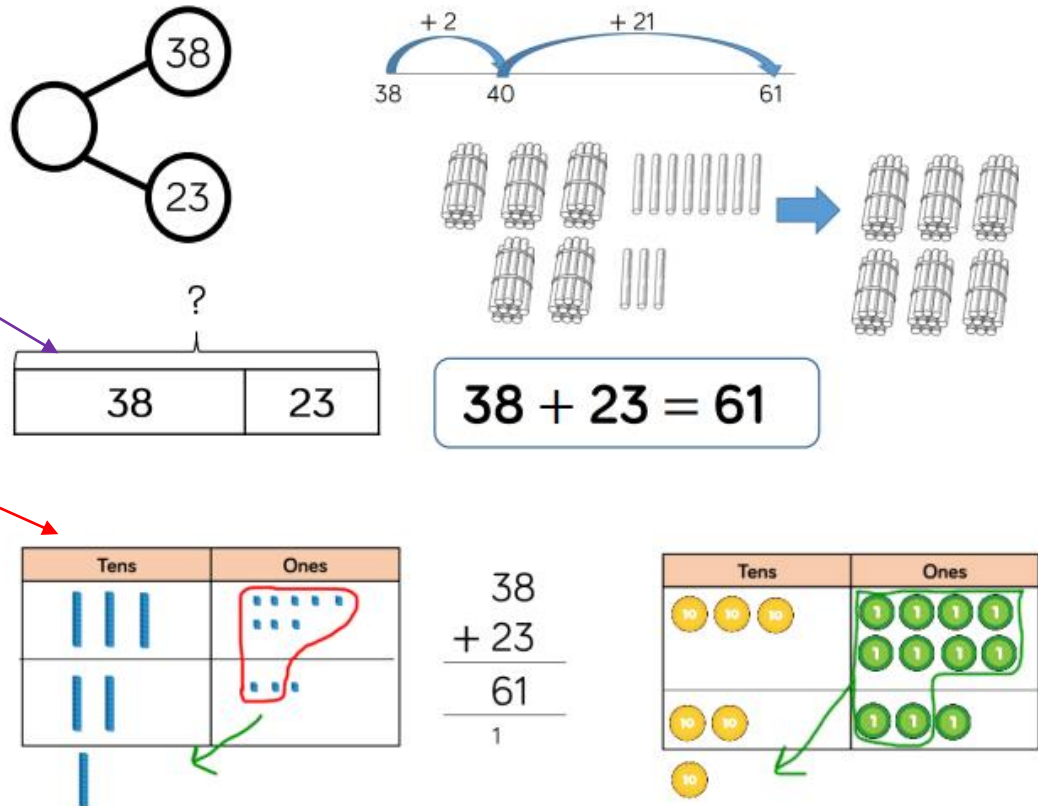 38
23
+ 2
+ 21
38 40 61
?
38 23
38 + 23 = 61
Tens Ones
38
+ 23
61
1
Tens Ones
10 10 10 1 1 1 1
1 1 1 1
10 10 1 1 1
10